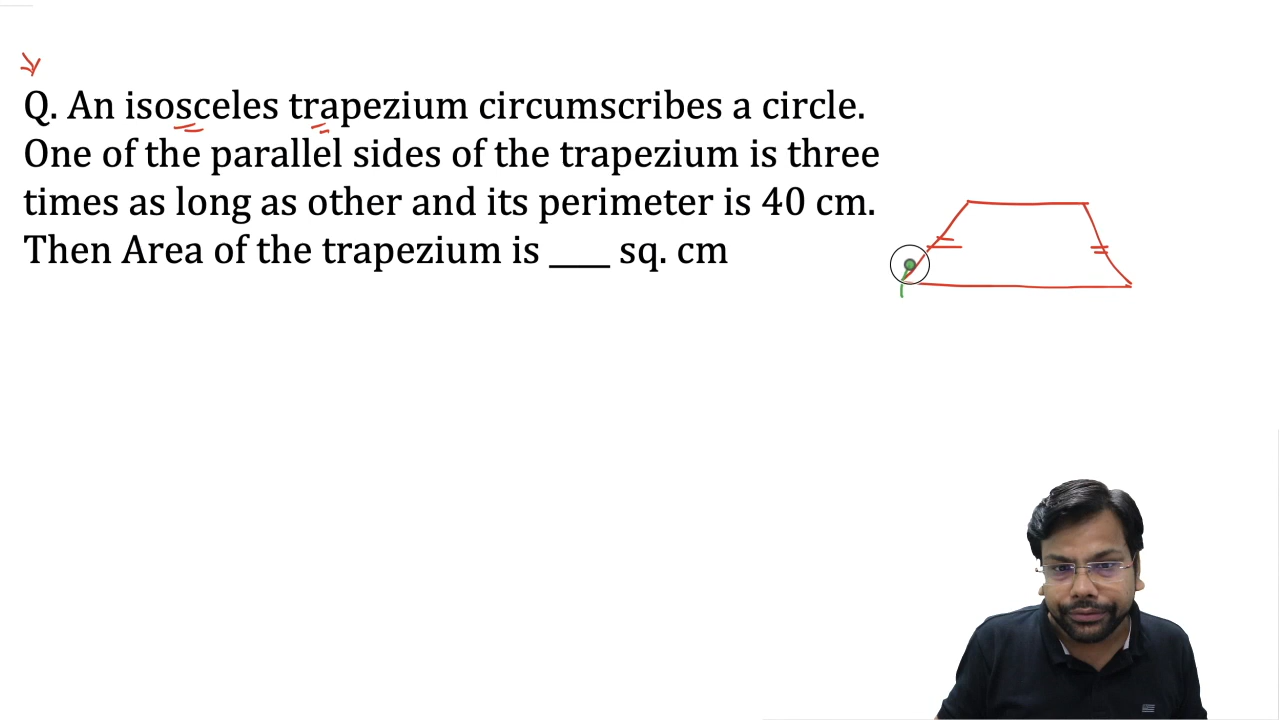 Q. An isosceles trapezium circumscribes a circle.
One of the parallel sides of the trapezium is three
times as long as other and its perimeter is 40 cm.
Then Area of the trapezium is ____ sq. cm